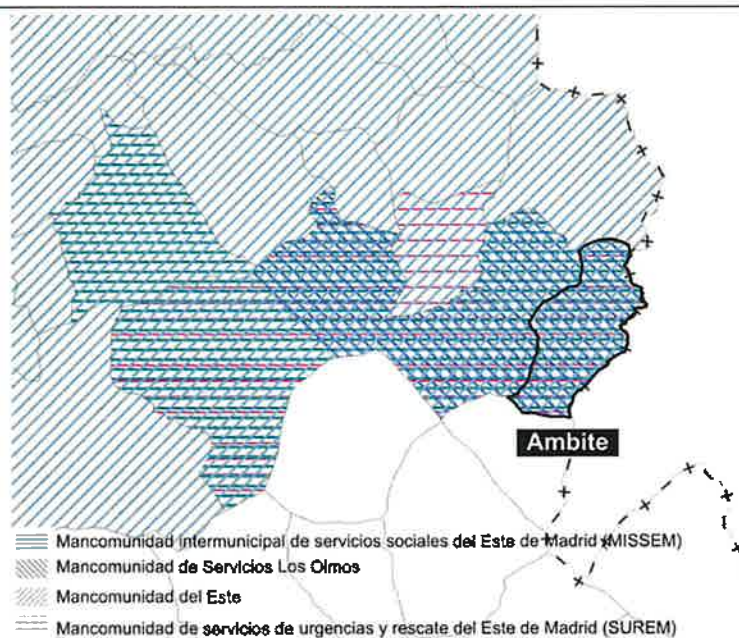 Ambite
Mancomunidad intermunicipal de servicios sociales del Este de Madrid (MISSEM)
Mancomunidad de Servicios Los Olmos
Mancomunidad del Este
Mancomunidad de servicios de urgencias y rescate del Este de Madrid (SUREM)